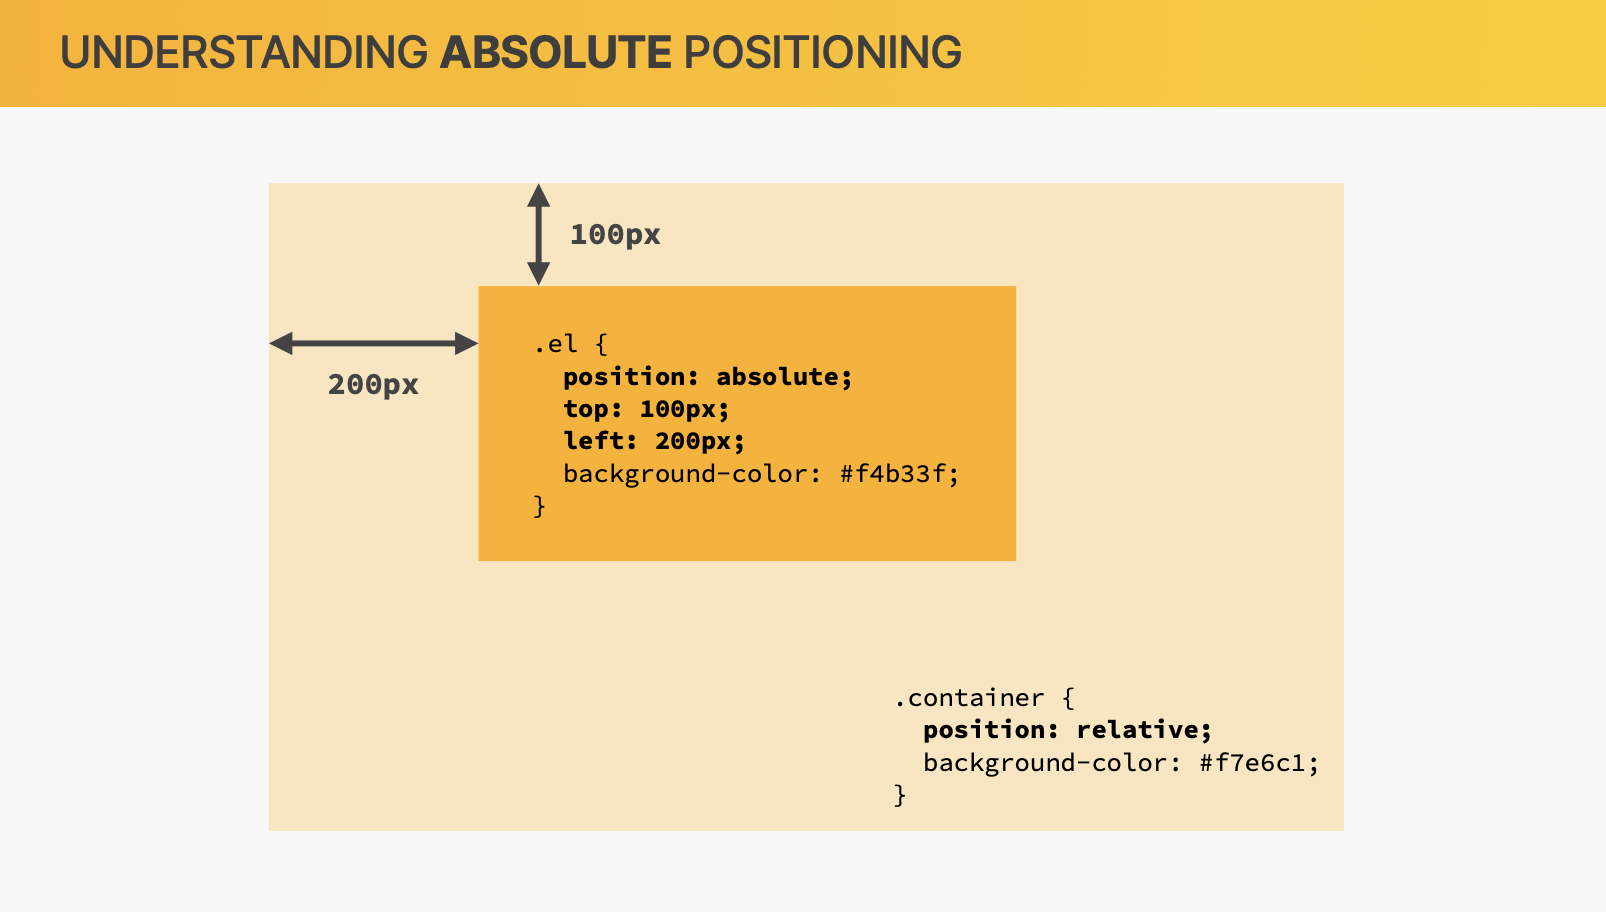 UNDERSTANDING ABSOLUTE POSITIONING
100px
200px
.el {
position: absolute;
top: 100px;
left: 200px;
background-color: #f4b33f;
}
.container {
position: relative;
background-color: #f7e6c1;
}